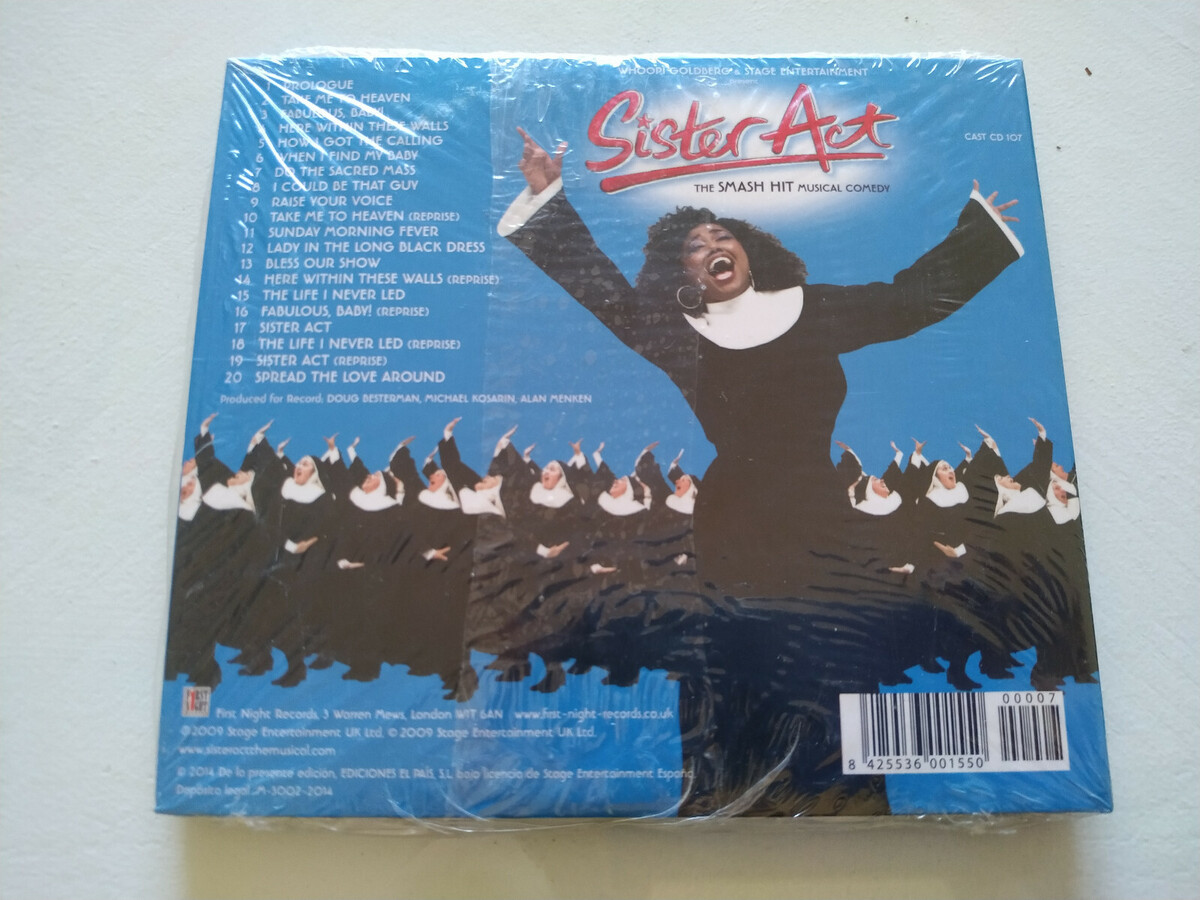 1 PROLOGUE
2 TAKE ME TO HEAVEN
3 FABULOUS, BABY!
4 HERE WITHIN THESE WALLS
5 HOW I GOT THE CALLING
6 WHEN I FIND MY BABY
7 DO THE SACRED MASS
8 I COULD BE THAT GUY
9 RAISE YOUR VOICE
10 TAKE ME TO HEAVEN (REPRISE)
11 SUNDAY MORNING FEVER
12 LADY IN THE LONG BLACK DRESS
13 BLESS OUR SHOW
14 HERE WITHIN THESE WALLS (REPRISE)
15 THE LIFE I NEVER LED
16 FABULOUS, BABY! (REPRISE)
17 SISTER ACT
18 THE LIFE I NEVER LED (REPRISE)
19 SISTER ACT (REPRISE)
20 SPREAD THE LOVE AROUND
Produced for Record: DOUG BESTERMAN, MICHAEL KOSARIN, ALAN MENKEN
WHOOPI GOLDBERG & STAGE ENTERTAINMENT
Sister Act
THE SMASH HIT MUSICAL COMEDY
CAST CD 107
FIRST NIGHT
First Night Records, 3 Warren Mews, London W1T 6AN www.first-night-records.co.uk
℗ 2009 Stage Entertainment UK Ltd. © 2009 Stage Entertainment UK Ltd.
www.sisteractthemusical.com
© 2014 De la presente edición, EDICIONES EL PAÍS, S.L. bajo licencia de Stage Entertainment España
Depósito legal: M-3002-2014
00007
8 425536 001550